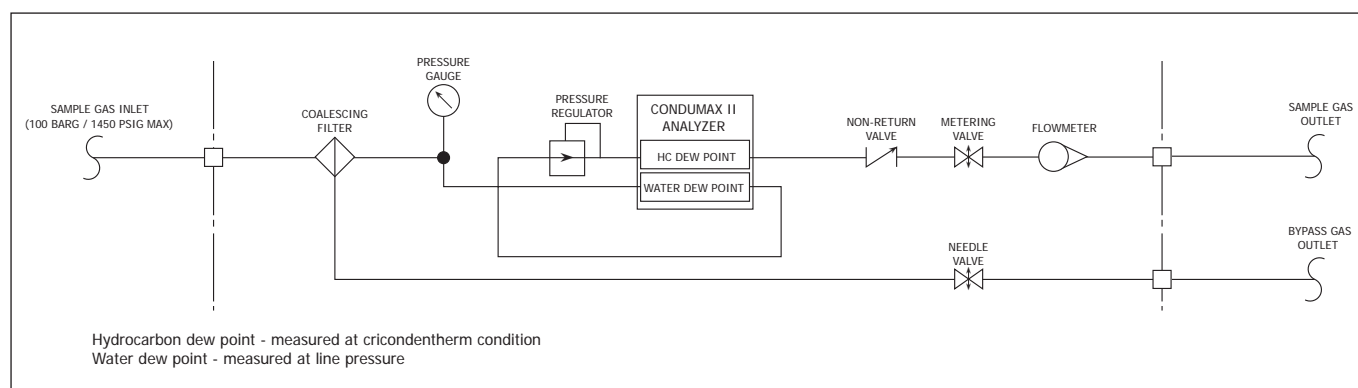 SAMPLE GAS INLET
(100 BARG / 1450 PSIG MAX)
COALESCING
FILTER
PRESSURE
GAUGE
PRESSURE
REGULATOR
CONDUMAX II
ANALYZER
HC DEW POINT
WATER DEW POINT
NON-RETURN
VALVE
METERING
VALVE
FLOWMETER
SAMPLE GAS
OUTLET
NEEDLE
VALVE
BYPASS GAS
OUTLET
Hydrocarbon dew point - measured at cricondentherm condition
Water dew point - measured at line pressure